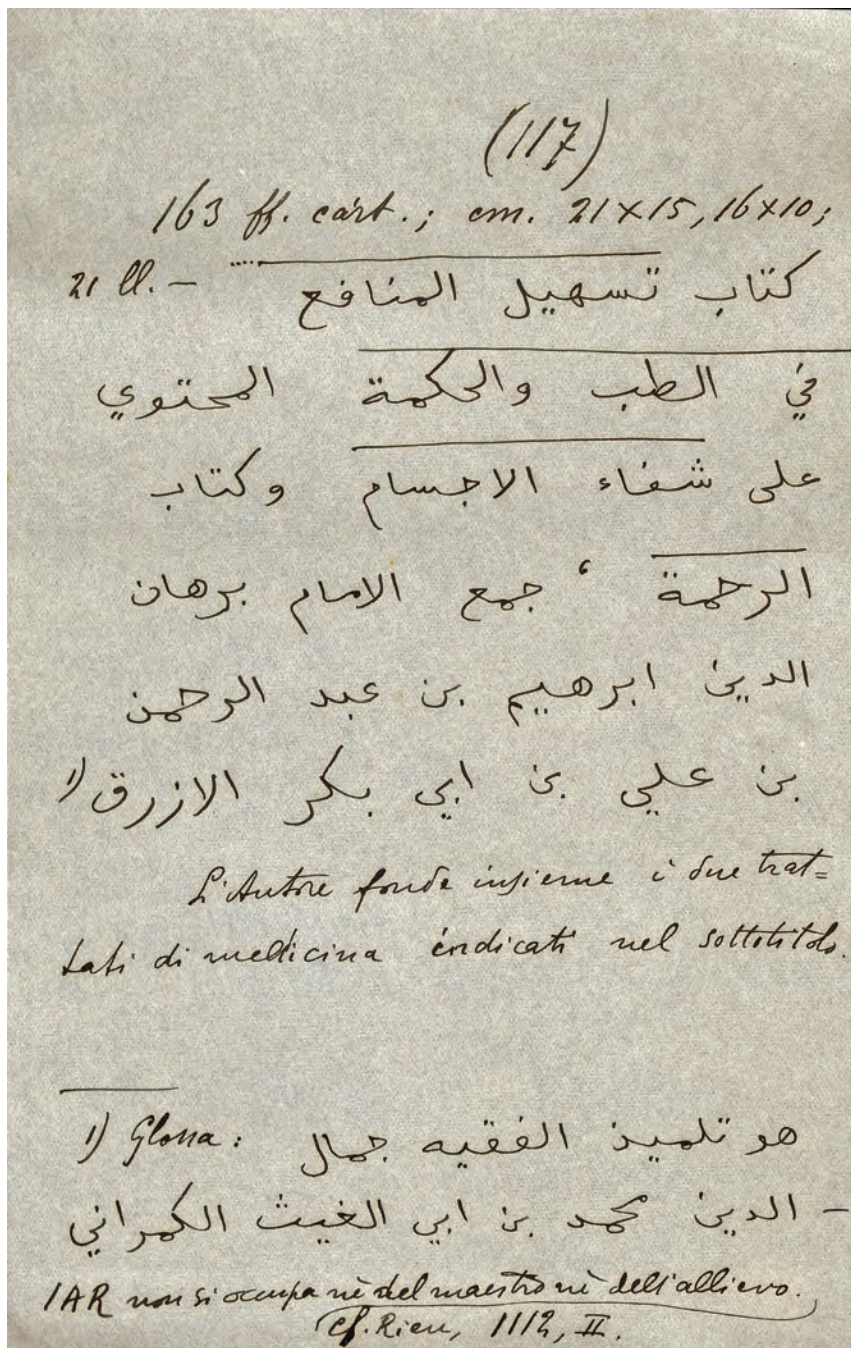 (117)
163 ff. cart.; cm. 21×15, 16×10;
21 ll. – كتاب تسهيل المنافع
في الطب والحكمة المحتوي
على شفاء الاجسام وكتاب
الرحمة ، جمع الامام برهان
الدين ابرهيم بن عبد الرحمن
بن علي بن ابي بكر الازرق 1)
L'Autore fonde insieme i due trat=
tati di medicina indicati nel sottotitolo.
1) Glossa: هو تلميذ الفقيه جمال
الدين محمد بن ابي الغيث الكمراني –
IAR non si occupa nè del maestro nè dell'allievo.
cf. Rieu, 1112, II.